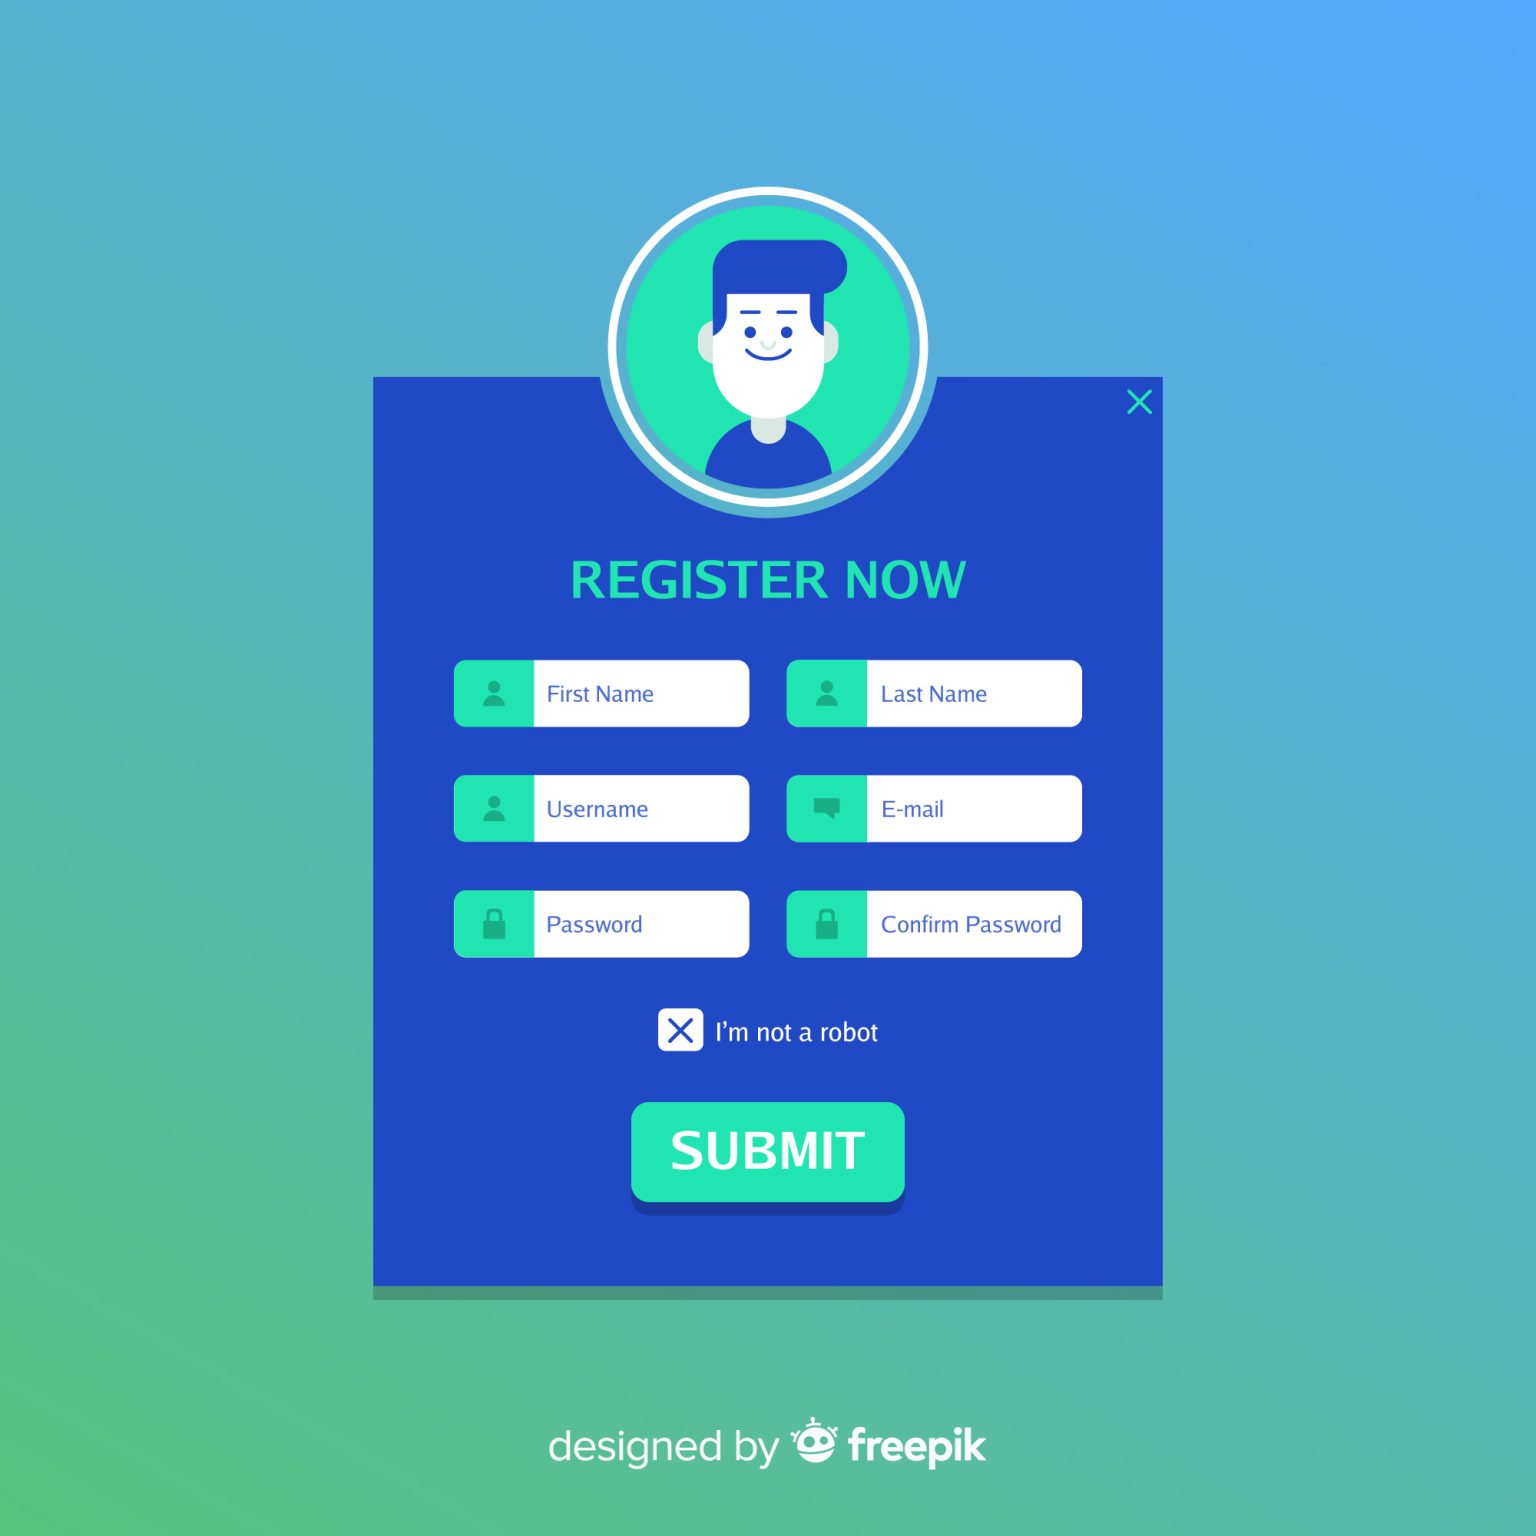 REGISTER NOW
First Name
Last Name
Username
E-mail
Password
Confirm Password
I’m not a robot
SUBMIT
designed by freepik